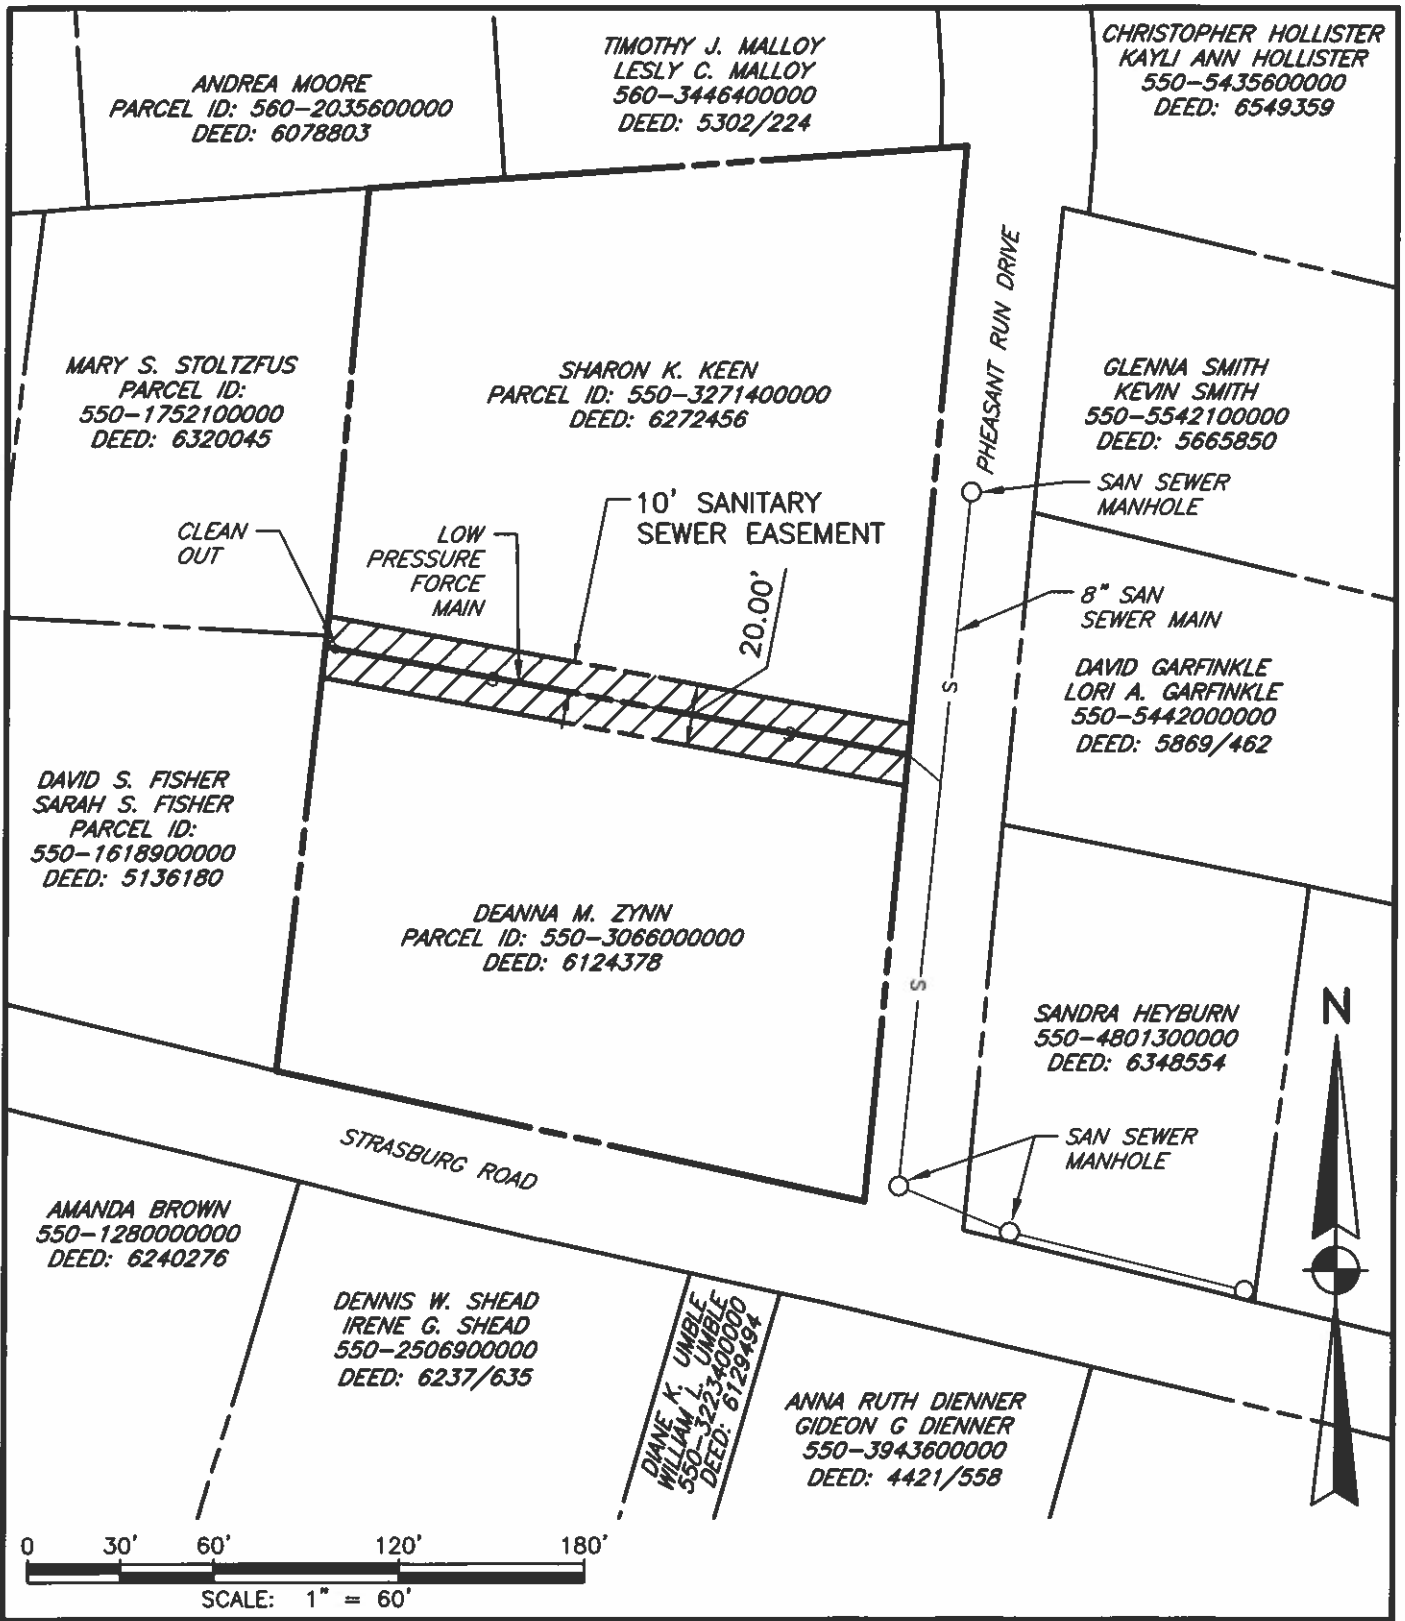 ANDREA MOORE
PARCEL ID: 560-2035600000
DEED: 6078803
TIMOTHY J. MALLOY
LESLY C. MALLOY
560-3446400000
DEED: 5302/224
CHRISTOPHER HOLLISTER
KAYLI ANN HOLLISTER
550-5435600000
DEED: 6549359
MARY S. STOLTZFUS
PARCEL ID:
550-1752100000
DEED: 6320045
SHARON K. KEEN
PARCEL ID: 550-3271400000
DEED: 6272456
PHEASANT RUN DRIVE
GLENNA SMITH
KEVIN SMITH
550-5542100000
DEED: 5665850
SAN SEWER
MANHOLE
CLEAN
OUT
LOW
PRESSURE
FORCE
MAIN
10' SANITARY
SEWER EASEMENT
20.00'
8" SAN
SEWER MAIN
S
S
S
DAVID GARFINKLE
LORI A. GARFINKLE
550-5442000000
DEED: 5869/462
DAVID S. FISHER
SARAH S. FISHER
PARCEL ID:
550-1618900000
DEED: 5136180
DEANNA M. ZYNN
PARCEL ID: 550-3066000000
DEED: 6124378
S
SANDRA HEYBURN
550-4801300000
DEED: 6348554
N
SAN SEWER
MANHOLE
STRASBURG ROAD
AMANDA BROWN
550-1280000000
DEED: 6240276
DENNIS W. SHEAD
IRENE G. SHEAD
550-2506900000
DEED: 6237/635
DIANE K. UMBLE
WILLIAM L. UMBLE
550-3223400000
DEED: 6129494
ANNA RUTH DIENNER
GIDEON G DIENNER
550-3943600000
DEED: 4421/558
0 30' 60' 120' 180'
SCALE: 1" = 60'